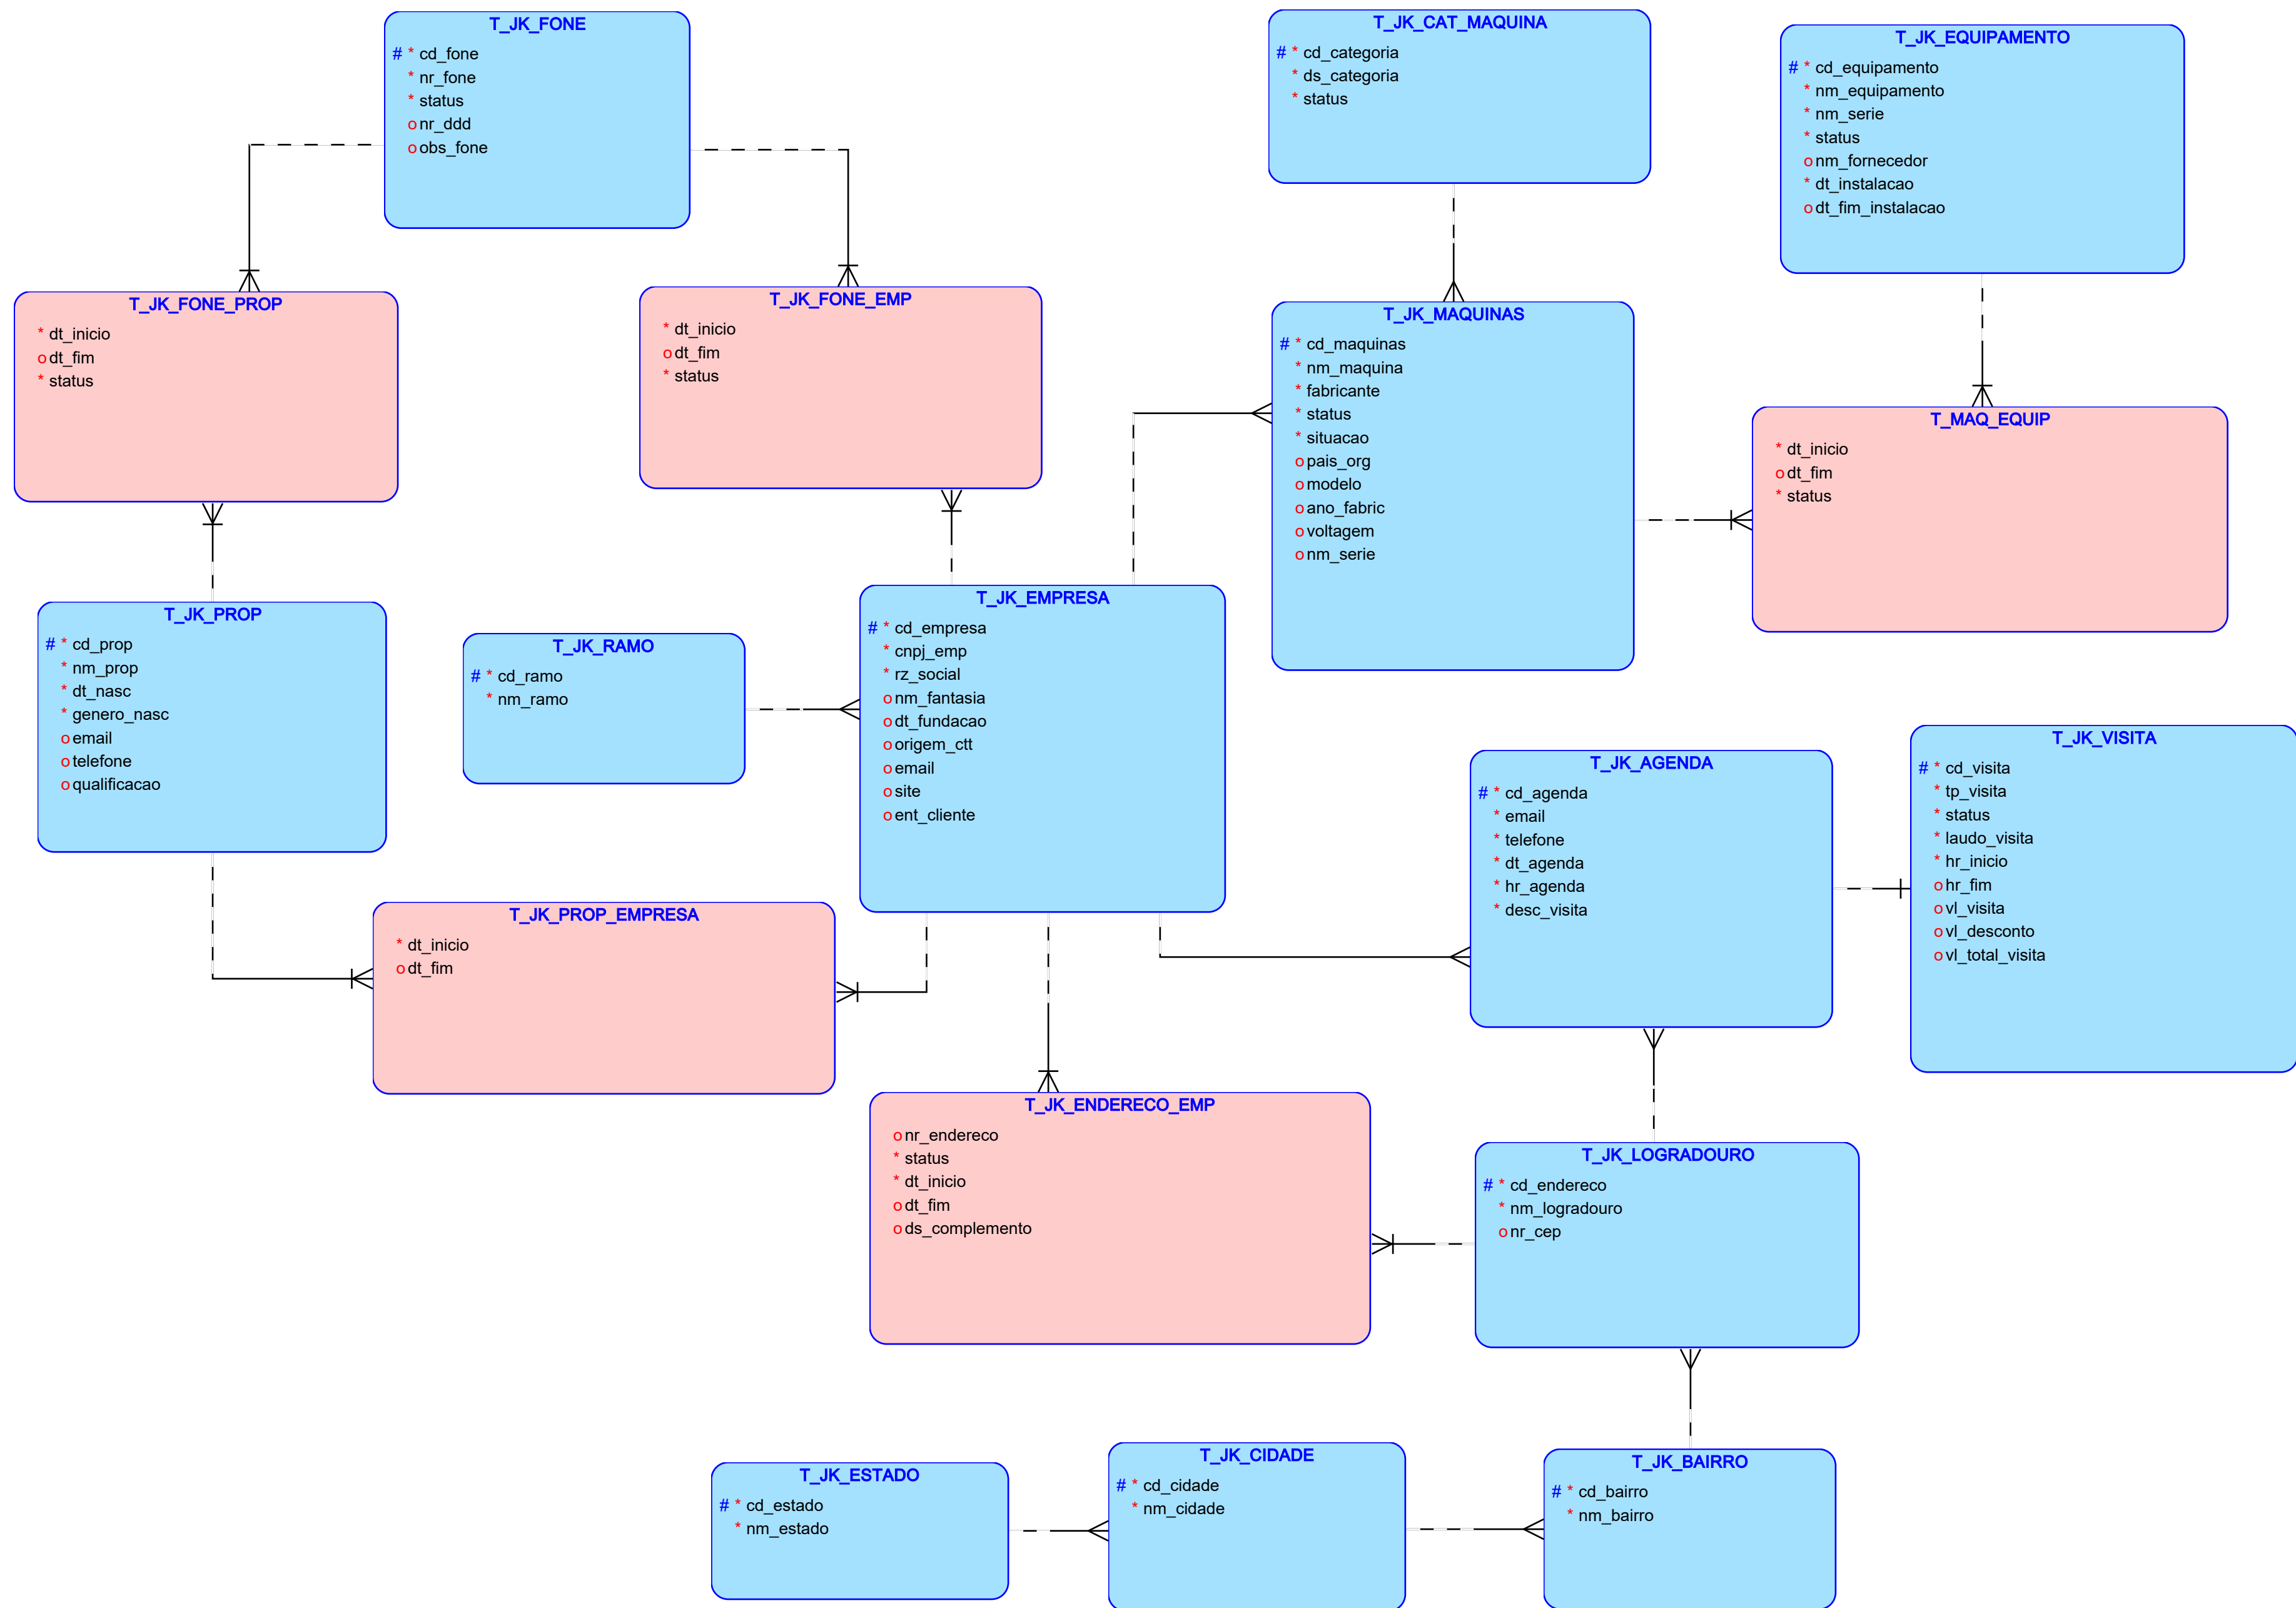 T_JK_FONE
# * cd_fone
* nr_fone
* status
o nr_ddd
o obs_fone
T_JK_CAT_MAQUINA
# * cd_categoria
* ds_categoria
* status
T_JK_EQUIPAMENTO
# * cd_equipamento
* nm_equipamento
* nm_serie
* status
o nm_fornecedor
* dt_instalacao
o dt_fim_instalacao
T_JK_FONE_PROP
* dt_inicio
o dt_fim
* status
T_JK_FONE_EMP
* dt_inicio
o dt_fim
* status
T_JK_MAQUINAS
# * cd_maquinas
* nm_maquina
* fabricante
* status
* situacao
o pais_org
o modelo
o ano_fabric
o voltagem
o nm_serie
T_MAQ_EQUIP
* dt_inicio
o dt_fim
* status
T_JK_PROP
# * cd_prop
* nm_prop
* dt_nasc
* genero_nasc
o email
o telefone
o qualificacao
T_JK_RAMO
# * cd_ramo
* nm_ramo
T_JK_EMPRESA
# * cd_empresa
* cnpj_emp
* rz_social
o nm_fantasia
o dt_fundacao
o origem_ctt
o email
o site
o ent_cliente
T_JK_AGENDA
# * cd_agenda
* email
* telefone
* dt_agenda
* hr_agenda
* desc_visita
T_JK_VISITA
# * cd_visita
* tp_visita
* status
* laudo_visita
* hr_inicio
o hr_fim
o vl_visita
o vl_desconto
o vl_total_visita
T_JK_PROP_EMPRESA
* dt_inicio
o dt_fim
T_JK_ENDERECO_EMP
o nr_endereco
* status
* dt_inicio
o dt_fim
o ds_complemento
T_JK_LOGRADOURO
# * cd_endereco
* nm_logradouro
o nr_cep
T_JK_ESTADO
# * cd_estado
* nm_estado
T_JK_CIDADE
# * cd_cidade
* nm_cidade
T_JK_BAIRRO
# * cd_bairro
* nm_bairro